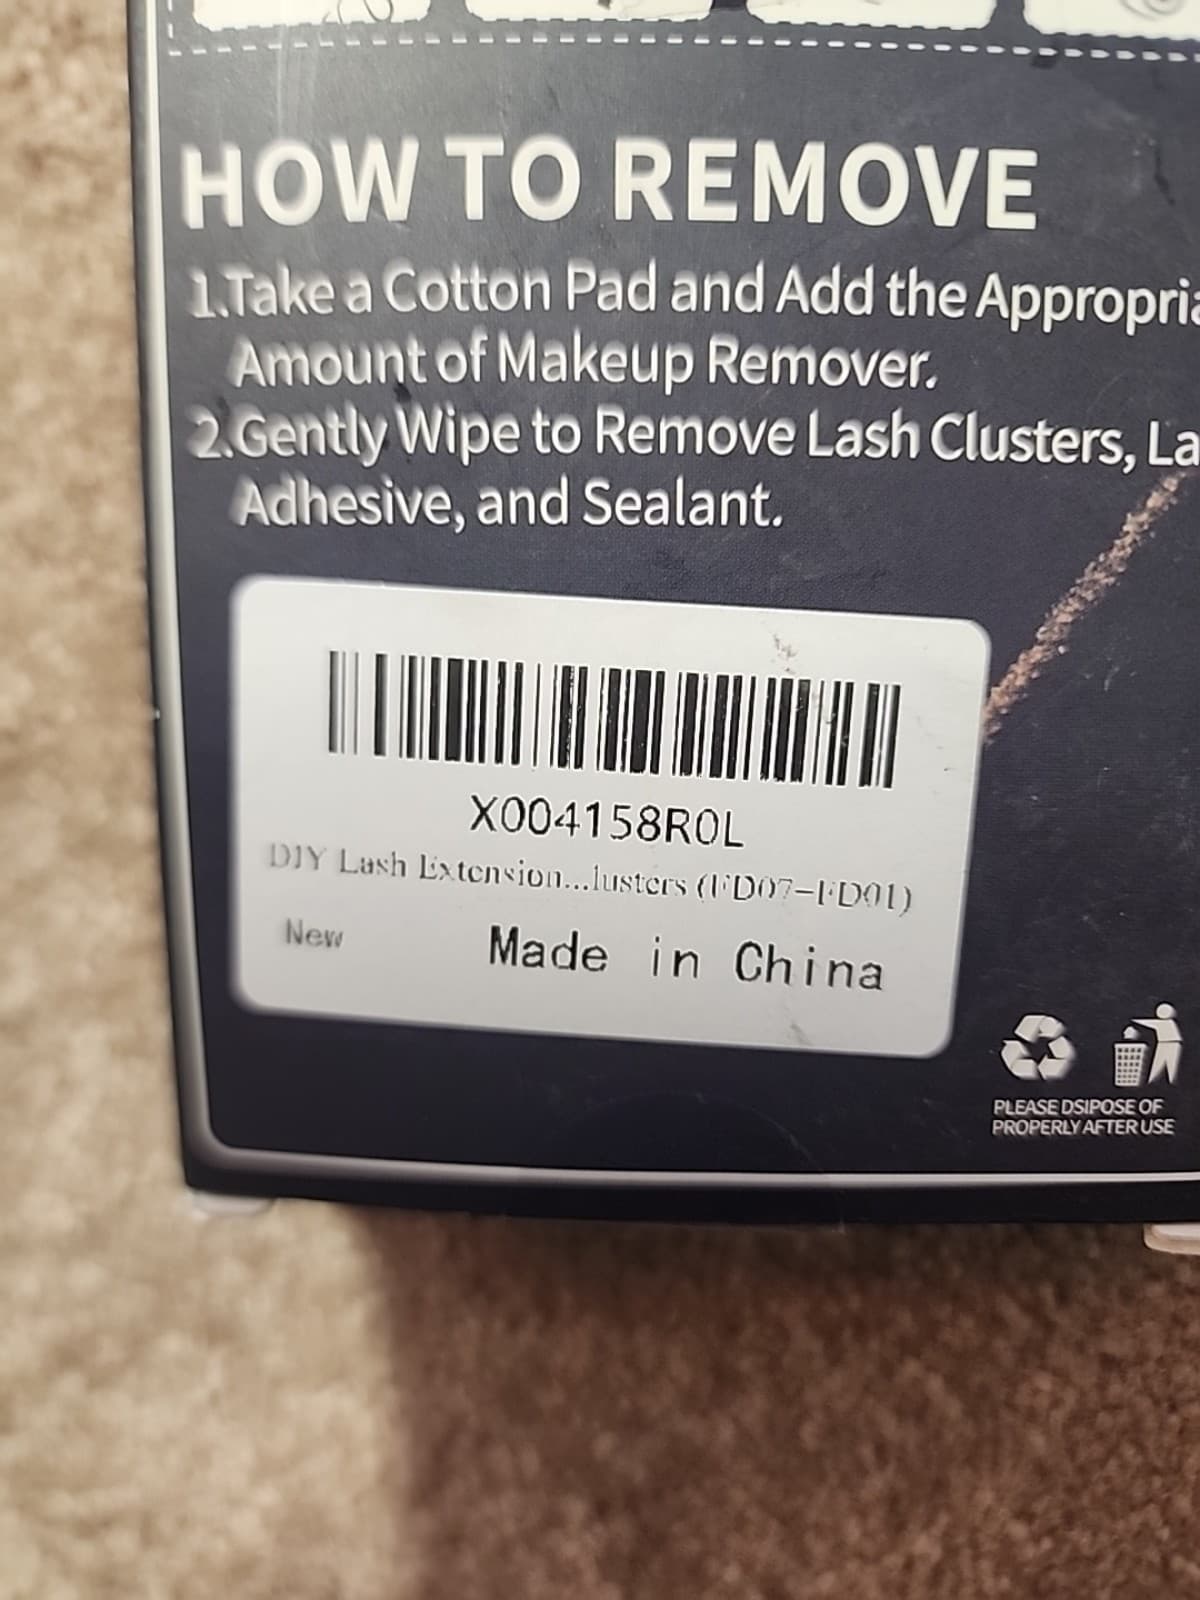 HOW TO REMOVE
1.Take a Cotton Pad and Add the Appropria
Amount of Makeup Remover.
2.Gently Wipe to Remove Lash Clusters, La
Adhesive, and Sealant.
X004158R0L
DIY Lash Extension...lusters (FD07-FD01)
New
Made in China
PLEASE DSIPOSE OF
PROPERLY AFTER USE